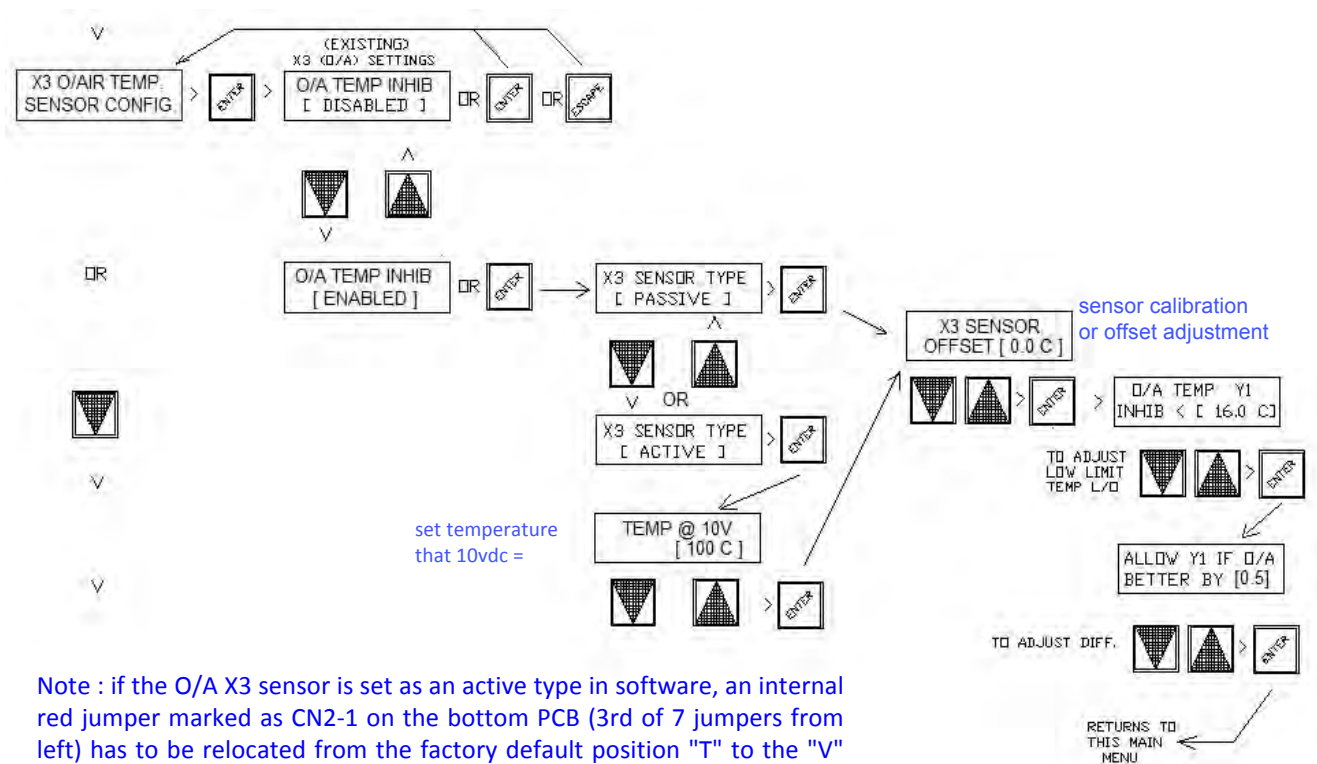 (EXISTING)
X3 (O/A) SETTINGS
X3 O/AIR TEMP.
SENSOR CONFIG.
>
ENTER
>
O/A TEMP INHIB
[ DISABLED ]
OR
ENTER
OR
ESCAPE
OR
O/A TEMP INHIB
[ ENABLED ]
OR
ENTER
X3 SENSOR TYPE
[ PASSIVE ]
>
ENTER
OR
X3 SENSOR TYPE
[ ACTIVE ]
>
ENTER
set temperature
that 10vdc =
TEMP @ 10V
[ 100 C ]
>
ENTER
X3 SENSOR
OFFSET [ 0.0 C ]
sensor calibration
or offset adjustment
>
ENTER
>
O/A TEMP Y1
INHIB < [ 16.0 C]
TO ADJUST
LOW LIMIT
TEMP L/O
>
ENTER
ALLOW Y1 IF O/A
BETTER BY [0.5]
TO ADJUST DIFF.
>
ENTER
RETURNS TO
THIS MAIN
MENU
Note : if the O/A X3 sensor is set as an active type in software, an internal
red jumper marked as CN2-1 on the bottom PCB (3rd of 7 jumpers from
left) has to be relocated from the factory default position "T" to the "V"